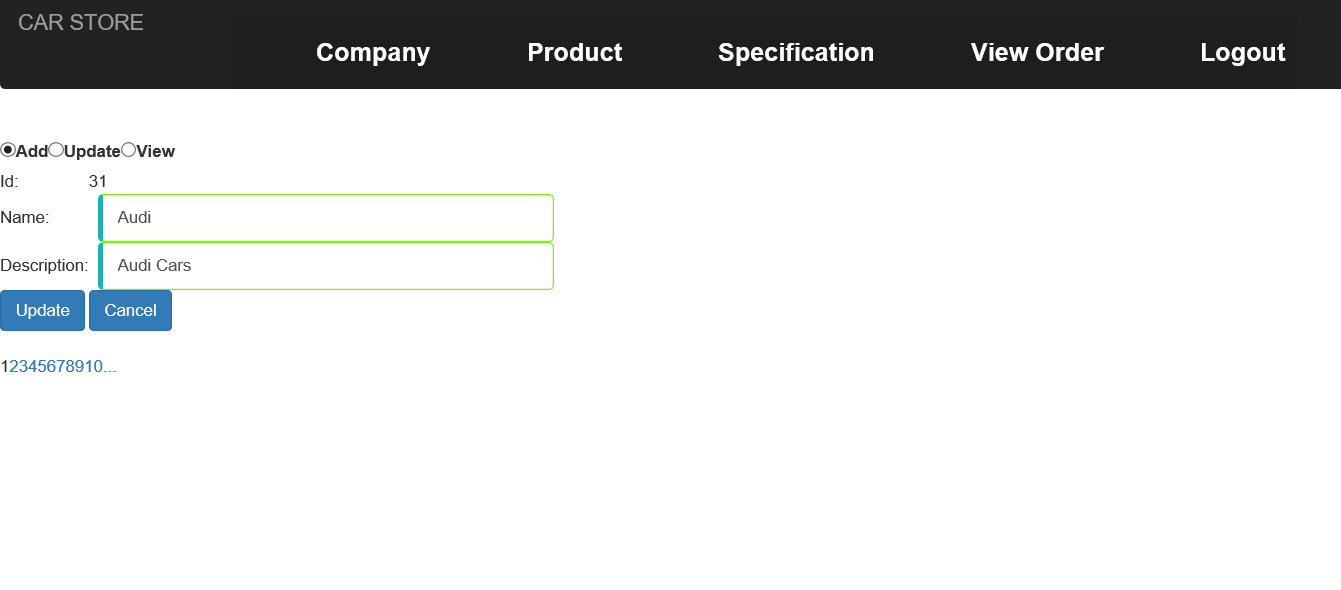 CAR STORE
Company Product Specification View Order Logout
Add Update View
Id: 31
Name: Audi
Description: Audi Cars
Update Cancel
12345678910...